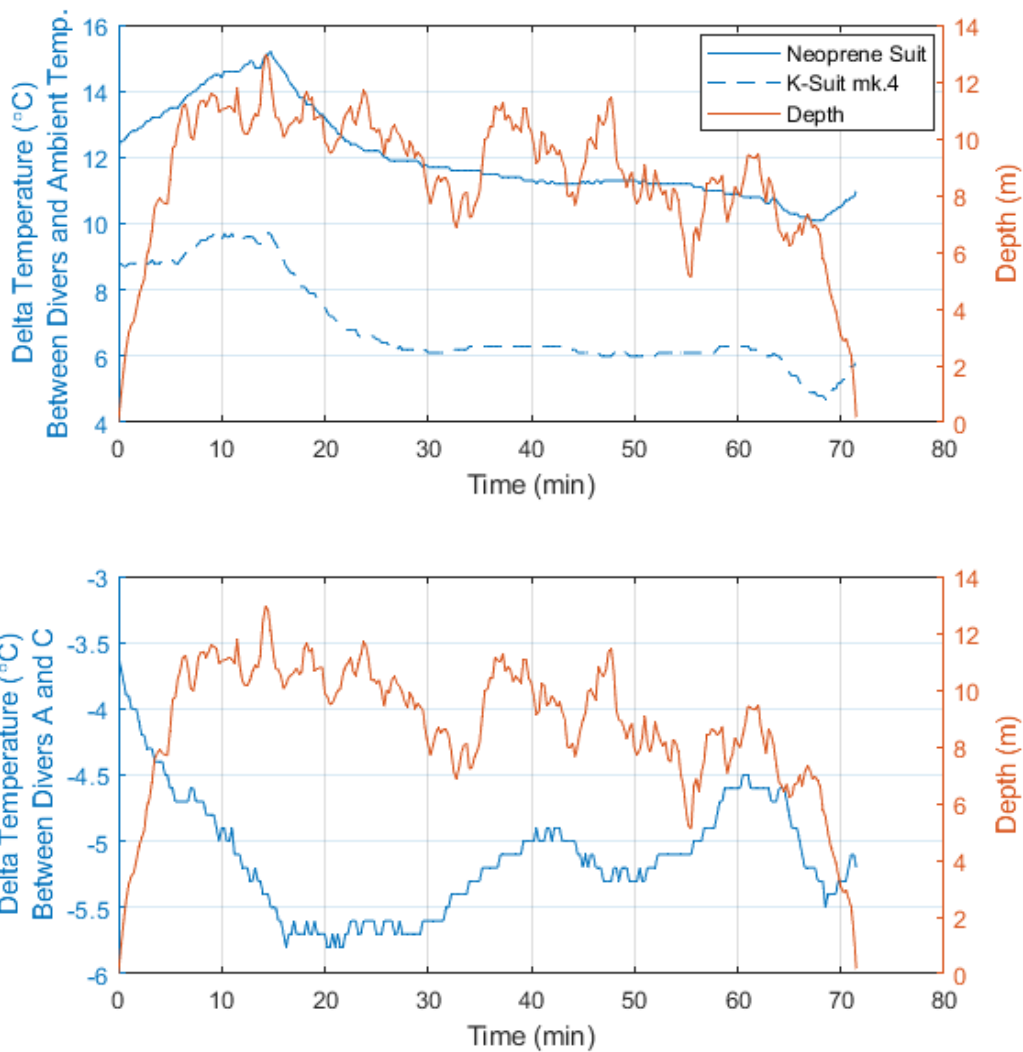 Delta Temperature (°C)
Between Divers and Ambient Temp.
16
14
12
10
8
6
4
14
12
10
8
6
4
2
0
Depth (m)
Neoprene Suit
K-Suit mk.4
Depth
0 10 20 30 40 50 60 70 80
Time (min)
Delta Temperature (°C)
Between Divers A and C
-3
-3.5
-4
-4.5
-5
-5.5
-6
14
12
10
8
6
4
2
0
Depth (m)
0 10 20 30 40 50 60 70 80
Time (min)